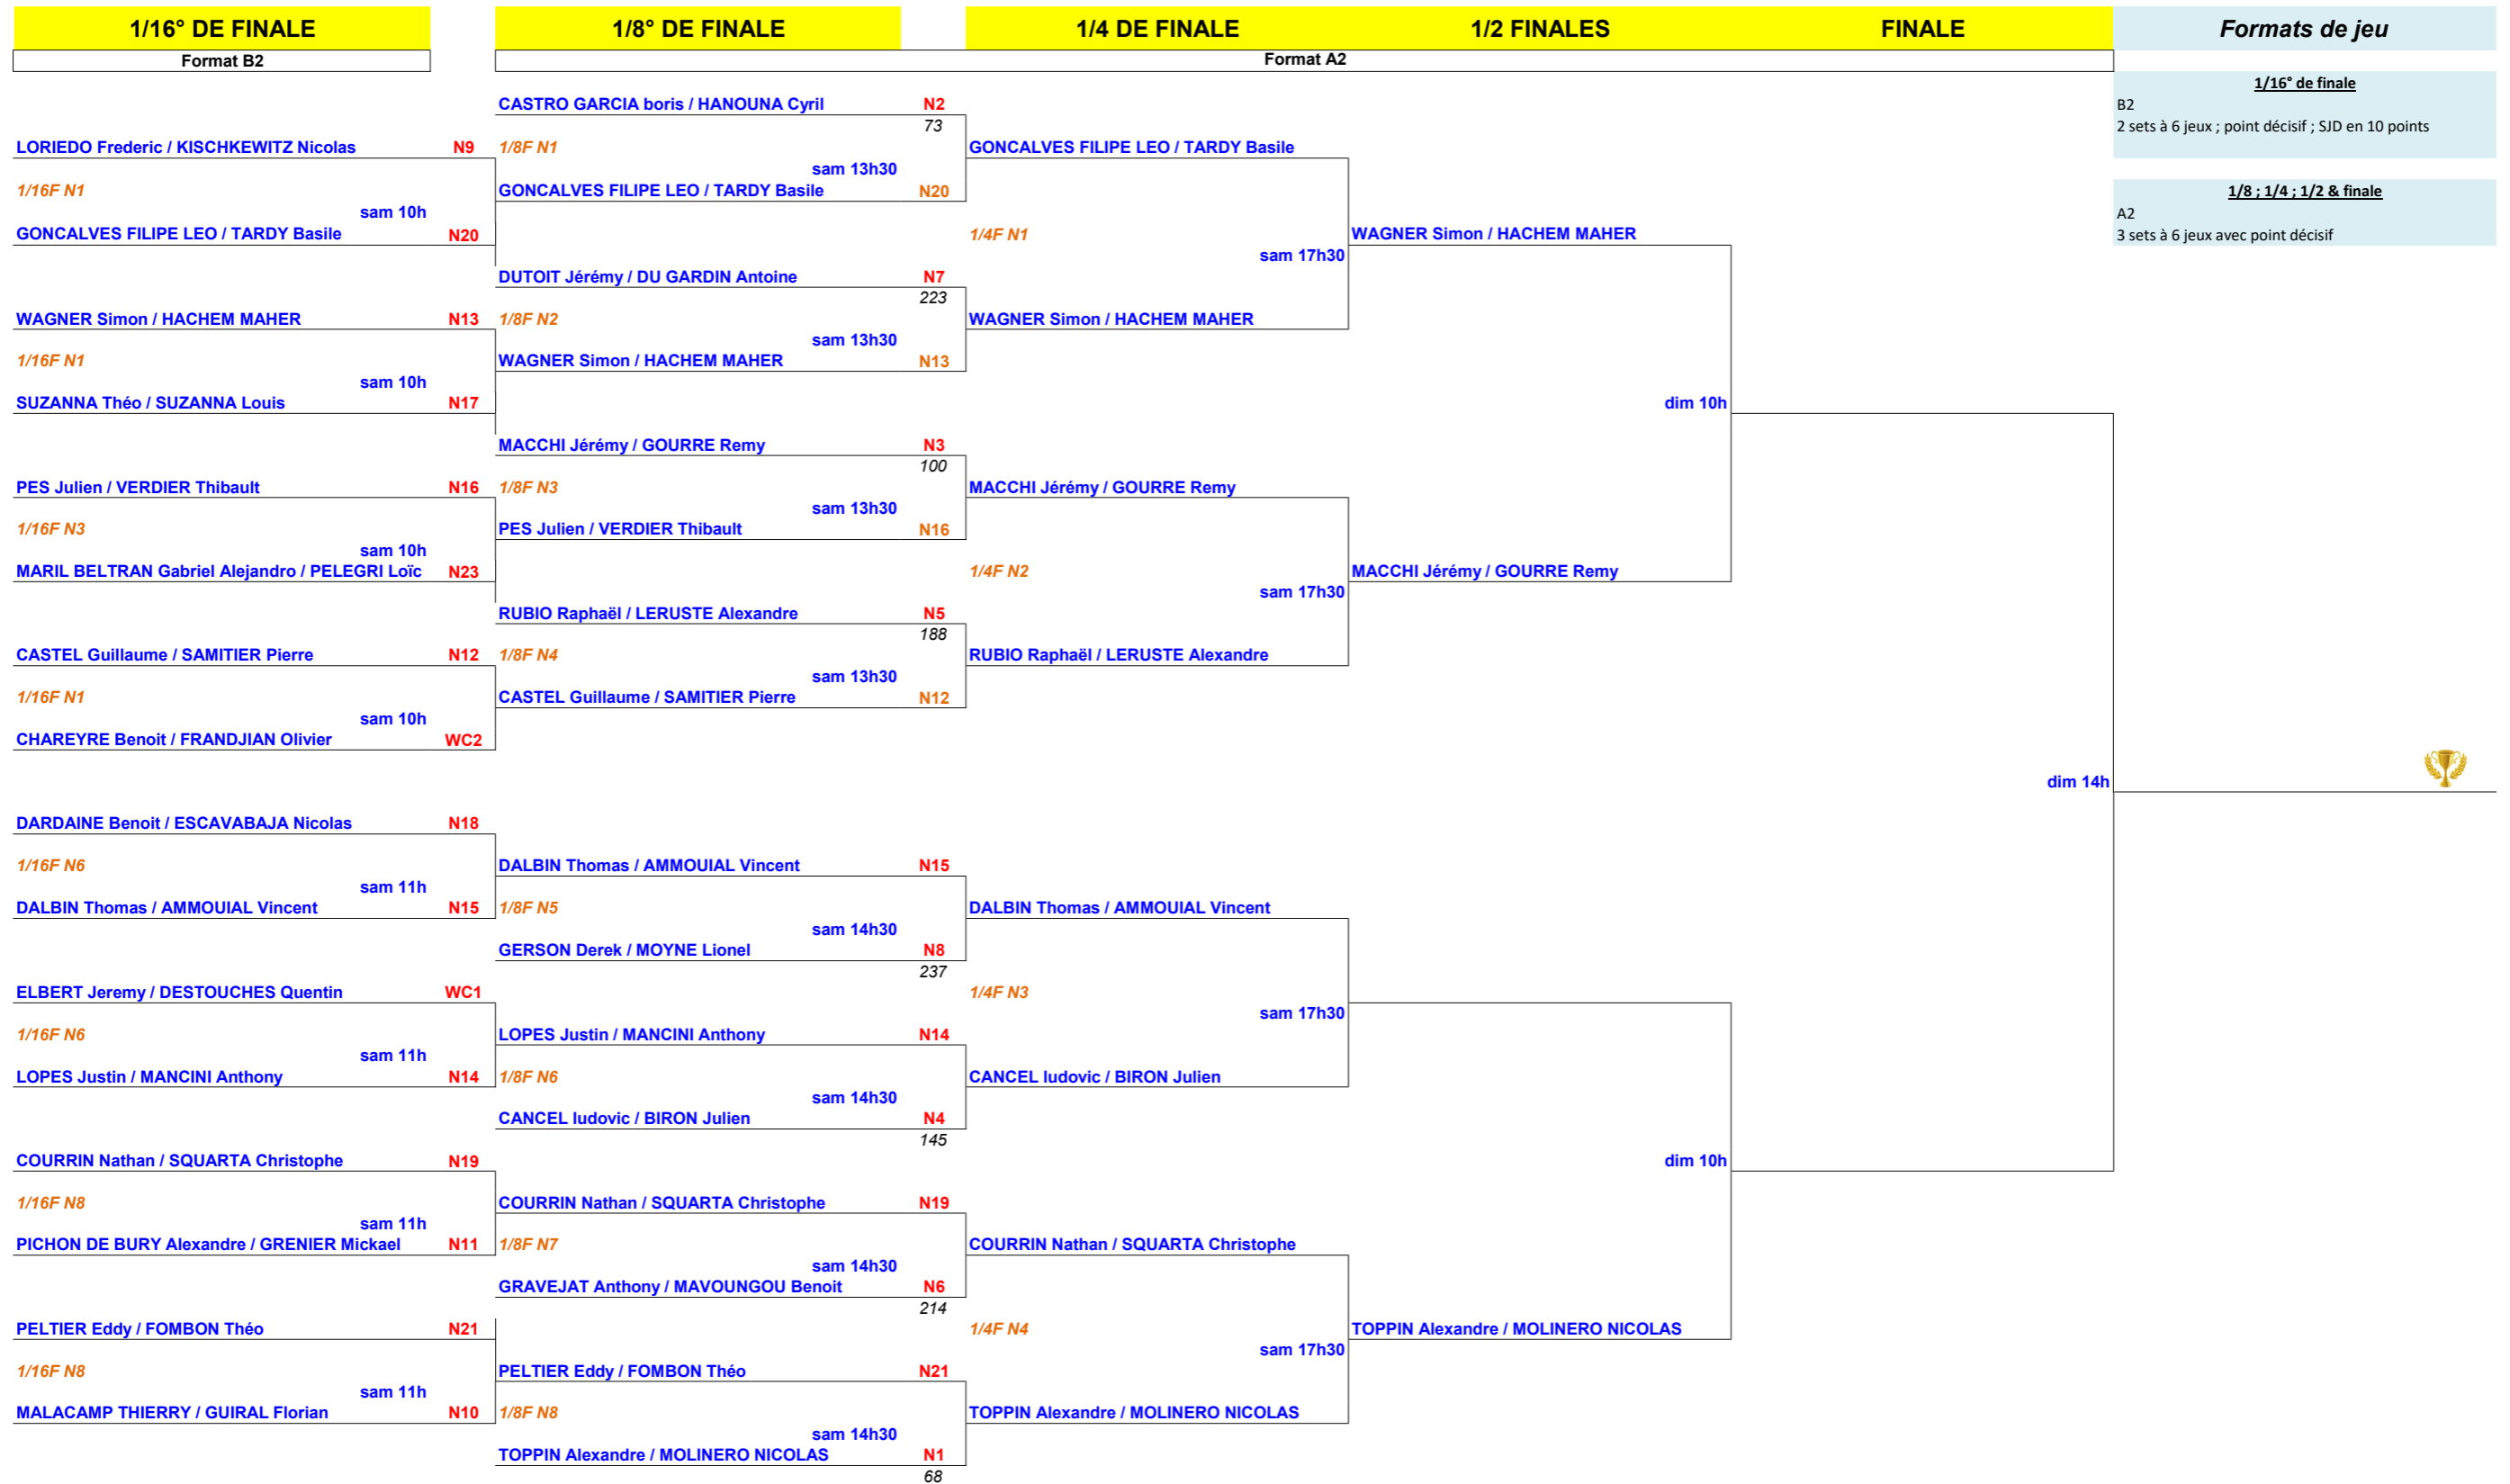 1/16° DE FINALE
1/8° DE FINALE
1/4 DE FINALE
1/2 FINALES
FINALE
Formats de jeu
Format B2
Format A2
1/16° de finale
B2
2 sets à 6 jeux ; point décisif ; SJD en 10 points
1/8 ; 1/4 ; 1/2 & finale
A2
3 sets à 6 jeux avec point décisif
LORIEDO Frederic / KISCHKEWITZ Nicolas N9
1/16F N1
sam 10h
GONCALVES FILIPE LEO / TARDY Basile N20
WAGNER Simon / HACHEM MAHER N13
1/16F N1
sam 10h
SUZANNA Théo / SUZANNA Louis N17
PES Julien / VERDIER Thibault N16
1/16F N3
sam 10h
MARIL BELTRAN Gabriel Alejandro / PELEGRI Loïc N23
CASTEL Guillaume / SAMITIER Pierre N12
1/16F N1
sam 10h
CHAREYRE Benoit / FRANDJIAN Olivier WC2
DARDAINE Benoit / ESCAVABAJA Nicolas N18
1/16F N6
sam 11h
DALBIN Thomas / AMMOUIAL Vincent N15
ELBERT Jeremy / DESTOUCHES Quentin WC1
1/16F N6
sam 11h
LOPES Justin / MANCINI Anthony N14
COURRIN Nathan / SQUARTA Christophe N19
1/16F N8
sam 11h
PICHON DE BURY Alexandre / GRENIER Mickael N11
PELTIER Eddy / FOMBON Théo N21
1/16F N8
sam 11h
MALACAMP THIERRY / GUIRAL Florian N10
CASTRO GARCIA boris / HANOUNA Cyril N2
73
1/8F N1
sam 13h30
GONCALVES FILIPE LEO / TARDY Basile N20
DUTOIT Jérémy / DU GARDIN Antoine N7
223
1/8F N2
sam 13h30
WAGNER Simon / HACHEM MAHER N13
MACCHI Jérémy / GOURRE Remy N3
100
1/8F N3
sam 13h30
PES Julien / VERDIER Thibault N16
RUBIO Raphaël / LERUSTE Alexandre N5
188
1/8F N4
sam 13h30
CASTEL Guillaume / SAMITIER Pierre N12
DALBIN Thomas / AMMOUIAL Vincent N15
1/8F N5
sam 14h30
GERSON Derek / MOYNE Lionel N8
237
LOPES Justin / MANCINI Anthony N14
1/8F N6
sam 14h30
CANCEL ludovic / BIRON Julien N4
145
COURRIN Nathan / SQUARTA Christophe N19
1/8F N7
sam 14h30
GRAVEJAT Anthony / MAVOUNGOU Benoit N6
214
PELTIER Eddy / FOMBON Théo N21
1/8F N8
sam 14h30
TOPPIN Alexandre / MOLINERO NICOLAS N1
68
GONCALVES FILIPE LEO / TARDY Basile
1/4F N1
sam 17h30
WAGNER Simon / HACHEM MAHER
MACCHI Jérémy / GOURRE Remy
1/4F N2
sam 17h30
RUBIO Raphaël / LERUSTE Alexandre
DALBIN Thomas / AMMOUIAL Vincent
1/4F N3
sam 17h30
CANCEL ludovic / BIRON Julien
COURRIN Nathan / SQUARTA Christophe
1/4F N4
sam 17h30
TOPPIN Alexandre / MOLINERO NICOLAS
WAGNER Simon / HACHEM MAHER
dim 10h
MACCHI Jérémy / GOURRE Remy
dim 10h
TOPPIN Alexandre / MOLINERO NICOLAS
dim 14h